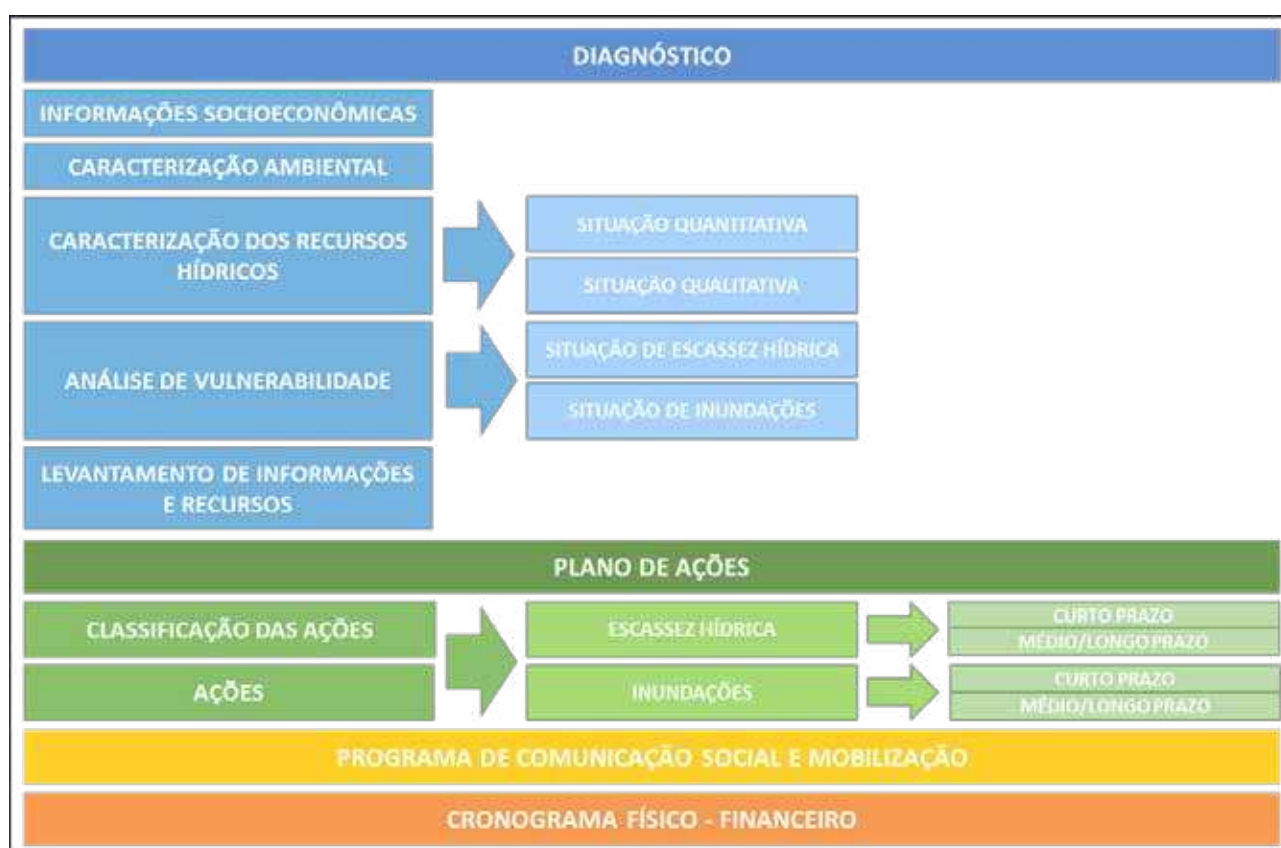 DIAGNÓSTICO
INFORMAÇÕES SOCIOECONÔMICAS
CARACTERIZAÇÃO AMBIENTAL
CARACTERIZAÇÃO DOS RECURSOS
HÍDRICOS
SITUAÇÃO QUANTITATIVA
SITUAÇÃO QUALITATIVA
ANÁLISE DE VULNERABILIDADE
SITUAÇÃO DE ESCASSEZ HÍDRICA
SITUAÇÃO DE INUNDAÇÕES
LEVANTAMENTO DE INFORMAÇÕES
E RECURSOS
PLANO DE AÇÕES
CLASSIFICAÇÃO DAS AÇÕES
ESCASSEZ HÍDRICA
CURTO PRAZO
MÉDIO/LONGO PRAZO
AÇÕES
INUNDAÇÕES
CURTO PRAZO
MÉDIO/LONGO PRAZO
PROGRAMA DE COMUNICAÇÃO SOCIAL E MOBILIZAÇÃO
CRONOGRAMA FÍSICO - FINANCEIRO